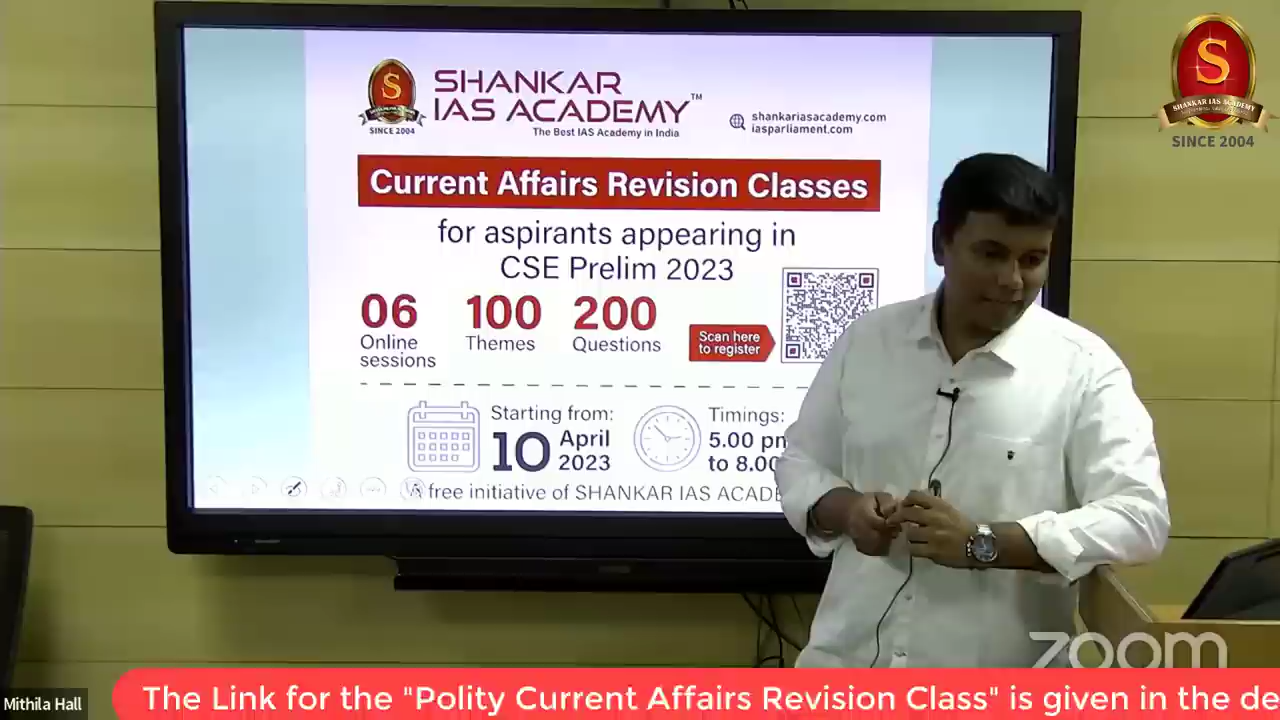 S
SINCE 2004
SHANKAR
IAS ACADEMY™
The Best IAS Academy in India
shankariasacademy.com
iasparliament.com
S
SHANKAR IAS ACADEMY
SINCE 2004
Current Affairs Revision Classes
for aspirants appearing in
CSE Prelim 2023
06
Online
sessions
100
Themes
200
Questions
Scan here
to register
Starting from:
10 April
2023
Timings:
5.00 pm
to 8.00
free initiative of SHANKAR IAS ACADE
zoom
Mithila Hall
The Link for the "Polity Current Affairs Revision Class" is given in the de